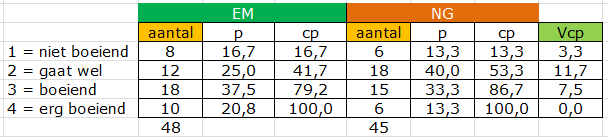 EM NG
aantal p cp aantal p cp Vcp
1 = niet boeiend 8 16,7 16,7 6 13,3 13,3 3,3
2 = gaat wel 12 25,0 41,7 18 40,0 53,3 11,7
3 = boeiend 18 37,5 79,2 15 33,3 86,7 7,5
4 = erg boeiend 10 20,8 100,0 6 13,3 100,0 0,0
48 45